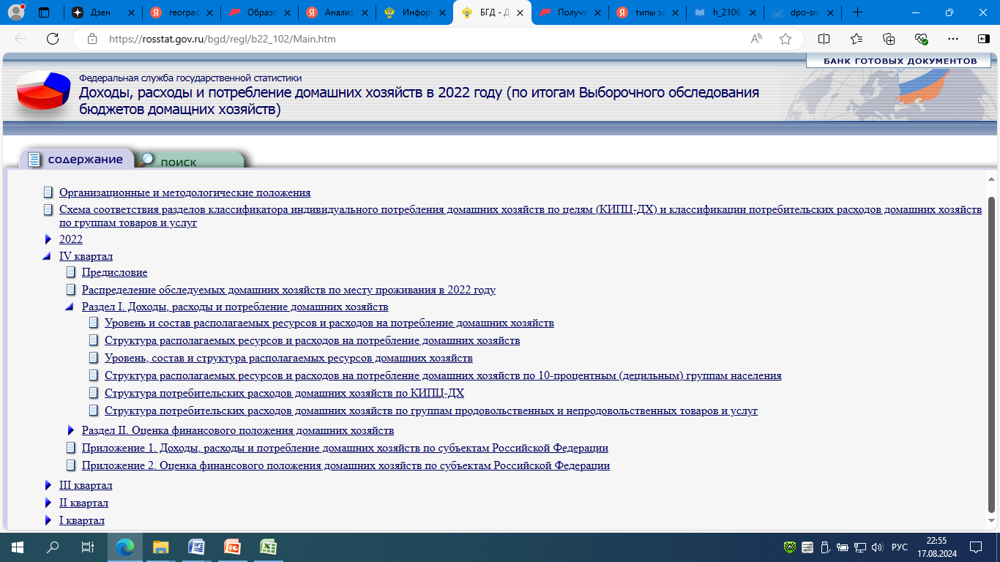 Дзен
географ
Образо
Анализ
Информ
БГД - Д
Получи
типы за
h_2106
dpo-sm
https://rosstat.gov.ru/bgd/regl/b22_102/Main.htm
БАНК ГОТОВЫХ ДОКУМЕНТОВ
Федеральная служба государственной статистики
Доходы, расходы и потребление домашних хозяйств в 2022 году (по итогам Выборочного обследования
бюджетов домащних хозяйств)
содержание
поиск
Организационные и методологические положения
Схема соответствия разделов классификатора индивидуального потребления домашних хозяйств по целям (КИПЦ-ДХ) и классификации потребительских расходов домашних хозяйств
по группам товаров и услуг
2022
IV квартал
Предисловие
Распределение обследуемых домашних хозяйств по месту проживания в 2022 году
Раздел I. Доходы, расходы и потребление домашних хозяйств
Уровень и состав располагаемых ресурсов и расходов на потребление домашних хозяйств
Структура располагаемых ресурсов и расходов на потребление домашних хозяйств
Уровень, состав и структура располагаемых ресурсов домашних хозяйств
Структура располагаемых ресурсов и расходов на потребление домашних хозяйств по 10-процентным (децильным) группам населения
Структура потребительских расходов домашних хозяйств по КИПЦ-ДХ
Структура потребительских расходов домашних хозяйств по группам продовольственных и непродовольственных товаров и услуг
Раздел II. Оценка финансового положения домашних хозяйств
Приложение 1. Доходы, расходы и потребление домашних хозяйств по субъектам Российской Федерации
Приложение 2. Оценка финансового положения домашних хозяйств по субъектам Российской Федерации
III квартал
II квартал
I квартал
РУС
22:55
17.08.2024